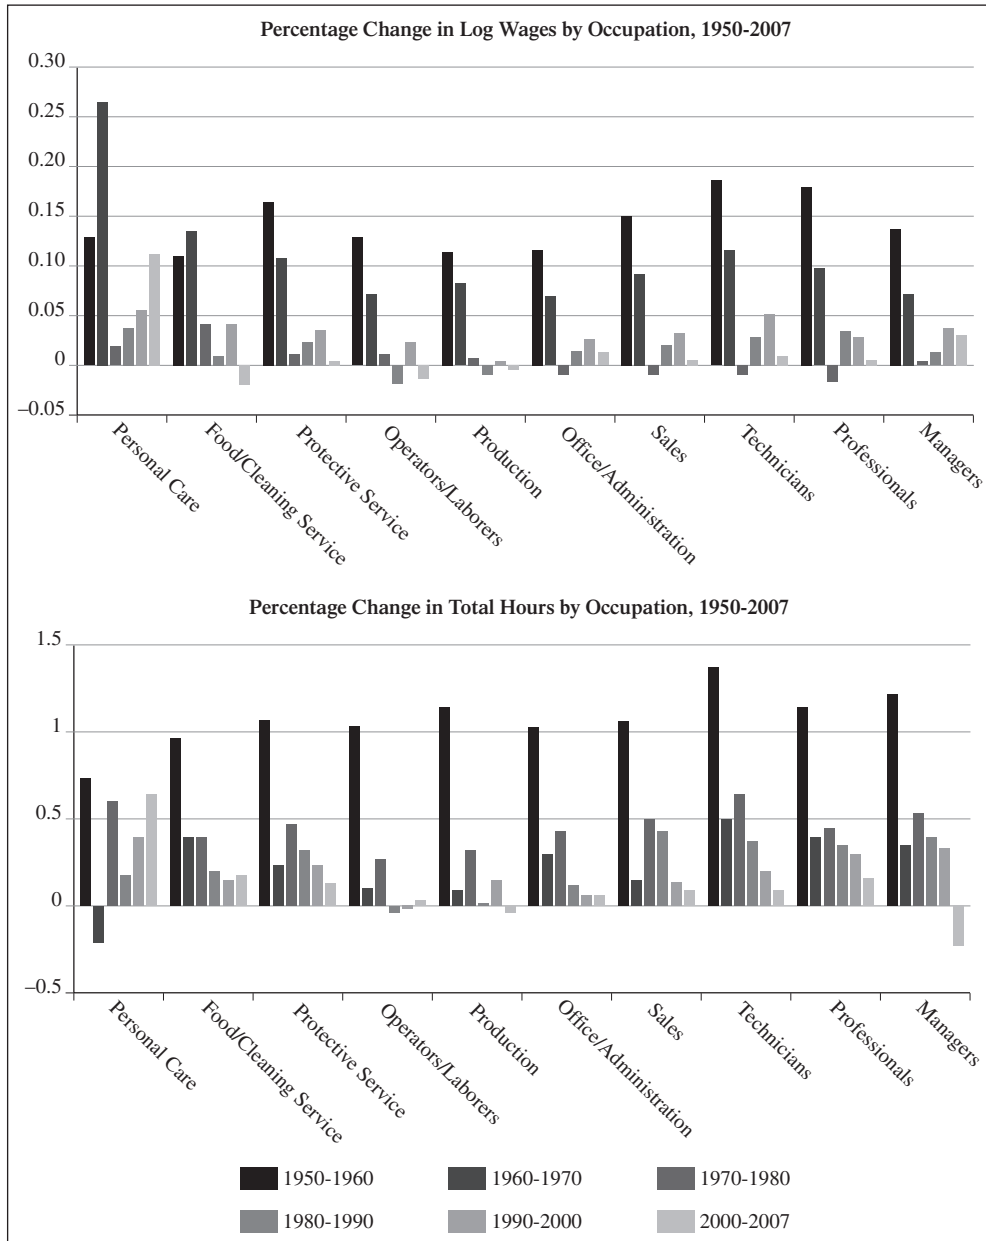 Percentage Change in Log Wages by Occupation, 1950-2007
0.30
0.25
0.20
0.15
0.10
0.05
0
–0.05
Personal Care
Food/Cleaning Service
Protective Service
Operators/Laborers
Production
Office/Administration
Sales
Technicians
Professionals
Managers
Percentage Change in Total Hours by Occupation, 1950-2007
1.5
1
0.5
0
–0.5
Personal Care
Food/Cleaning Service
Protective Service
Operators/Laborers
Production
Office/Administration
Sales
Technicians
Professionals
Managers
1950-1960 1960-1970 1970-1980
1980-1990 1990-2000 2000-2007